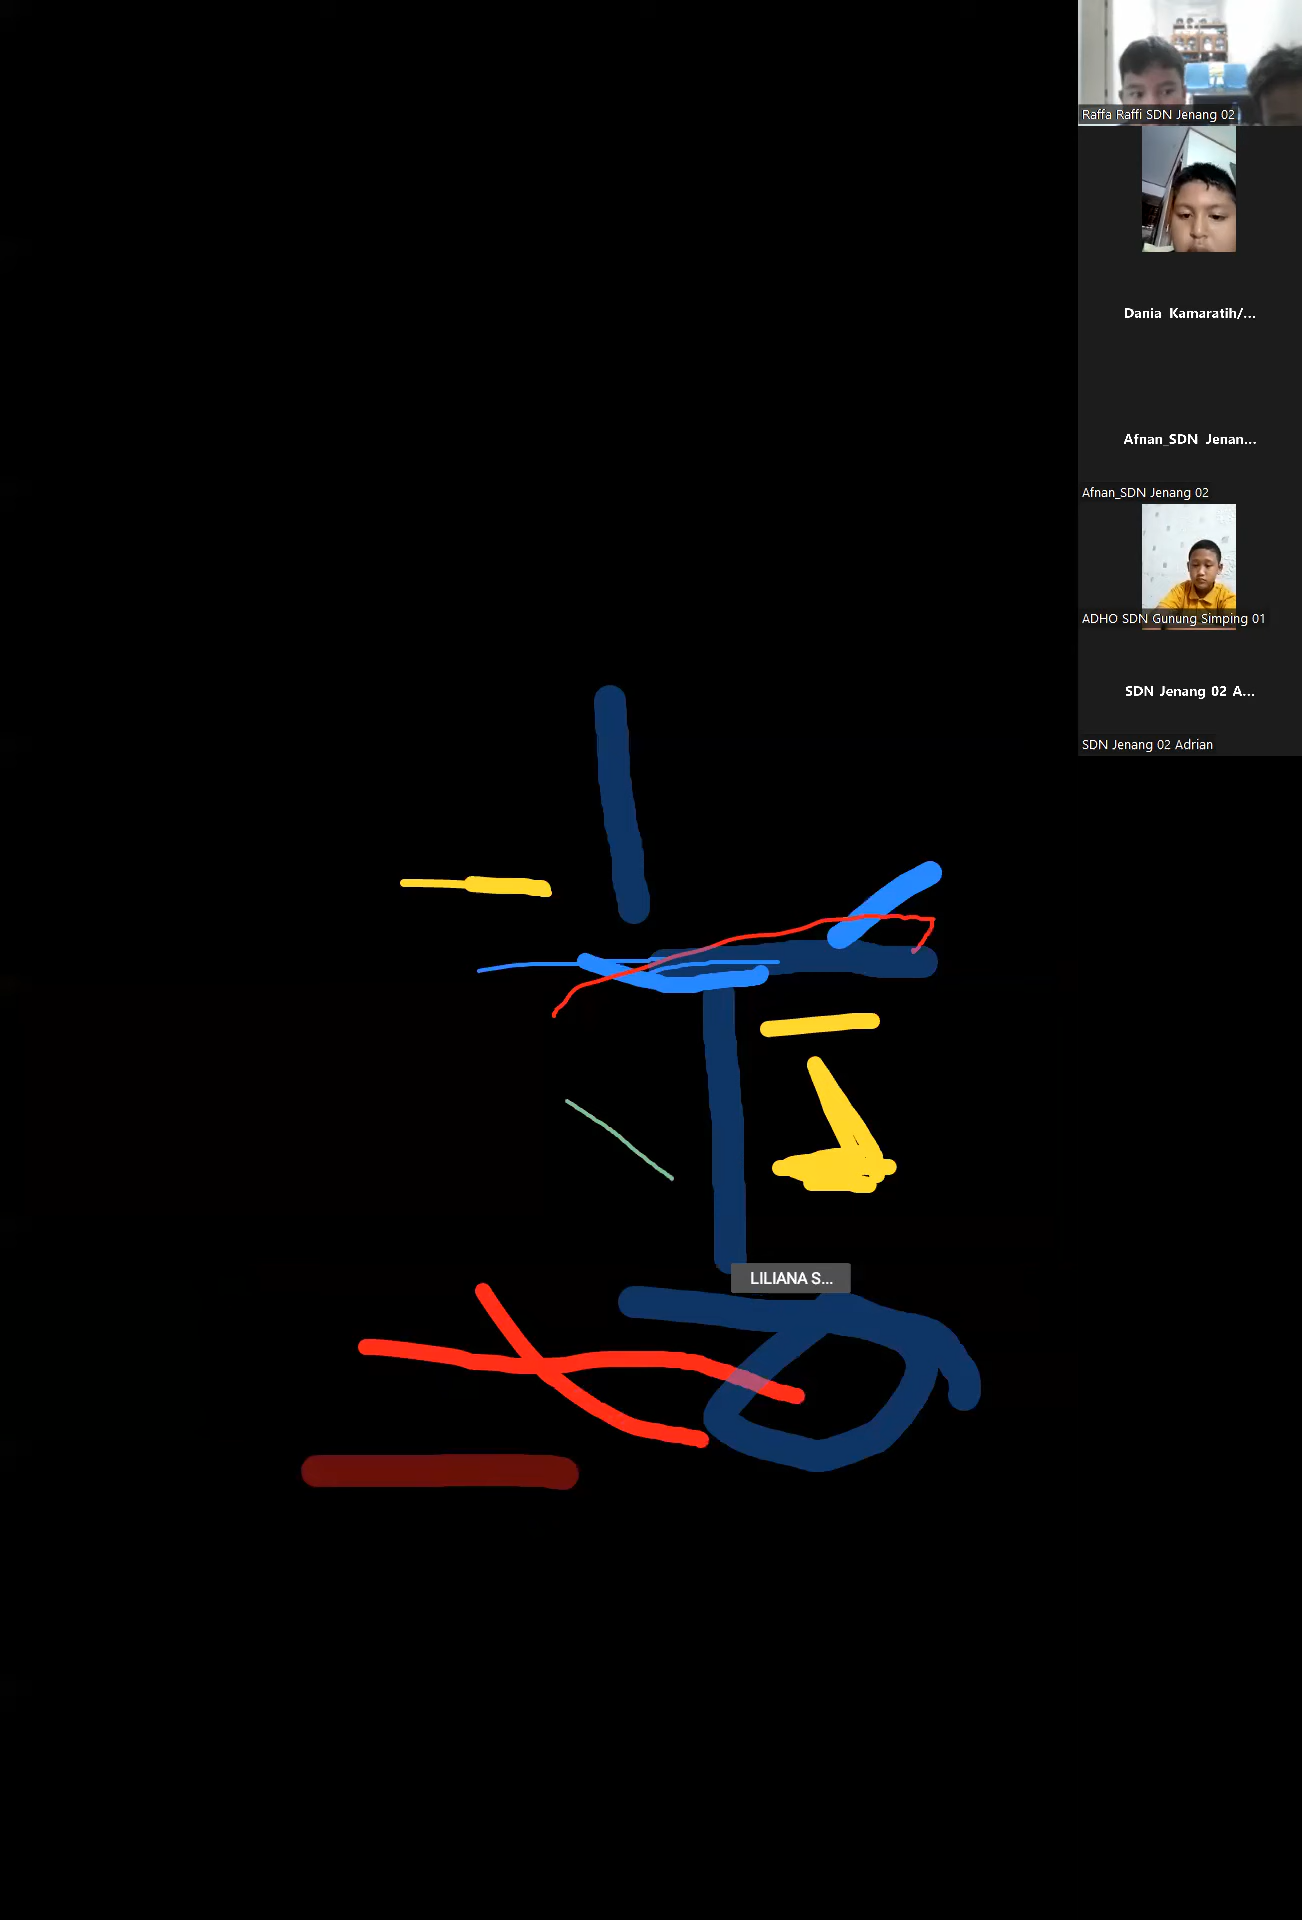 Raffa Raffi SDN Jenang 02
Dania Kamaratih/...
Afnan_SDN Jenan...
Afnan_SDN Jenang 02
ADHO SDN Gunung Simping 01
SDN Jenang 02 A...
SDN Jenang 02 Adrian
LILIANA S...